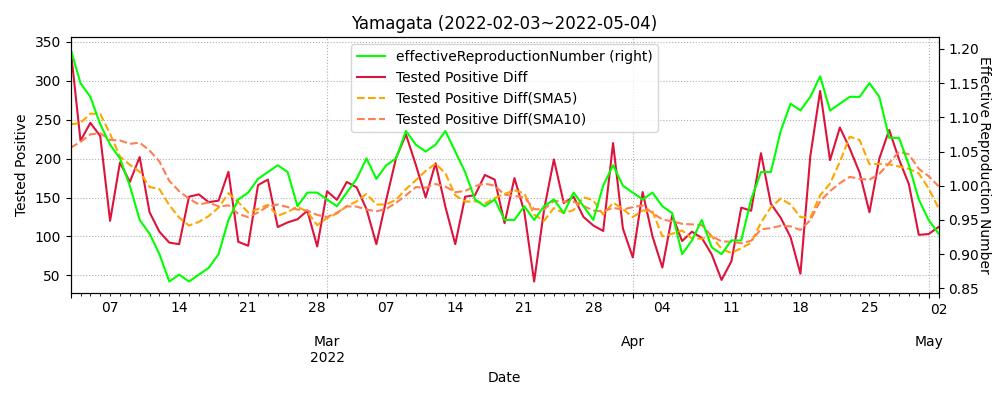 Yamagata (2022-02-03~2022-05-04)
effectiveReproductionNumber (right)
Tested Positive Diff
Tested Positive Diff(SMA5)
Tested Positive Diff(SMA10)
Tested Positive
350
300
250
200
150
100
50
1.20
1.15
1.10
1.05
1.00
0.95
0.90
0.85
Effective Reproduction Number
07 14 21 28 07 14 21 28 04 11 18 25 02
Mar Apr May
2022
Date